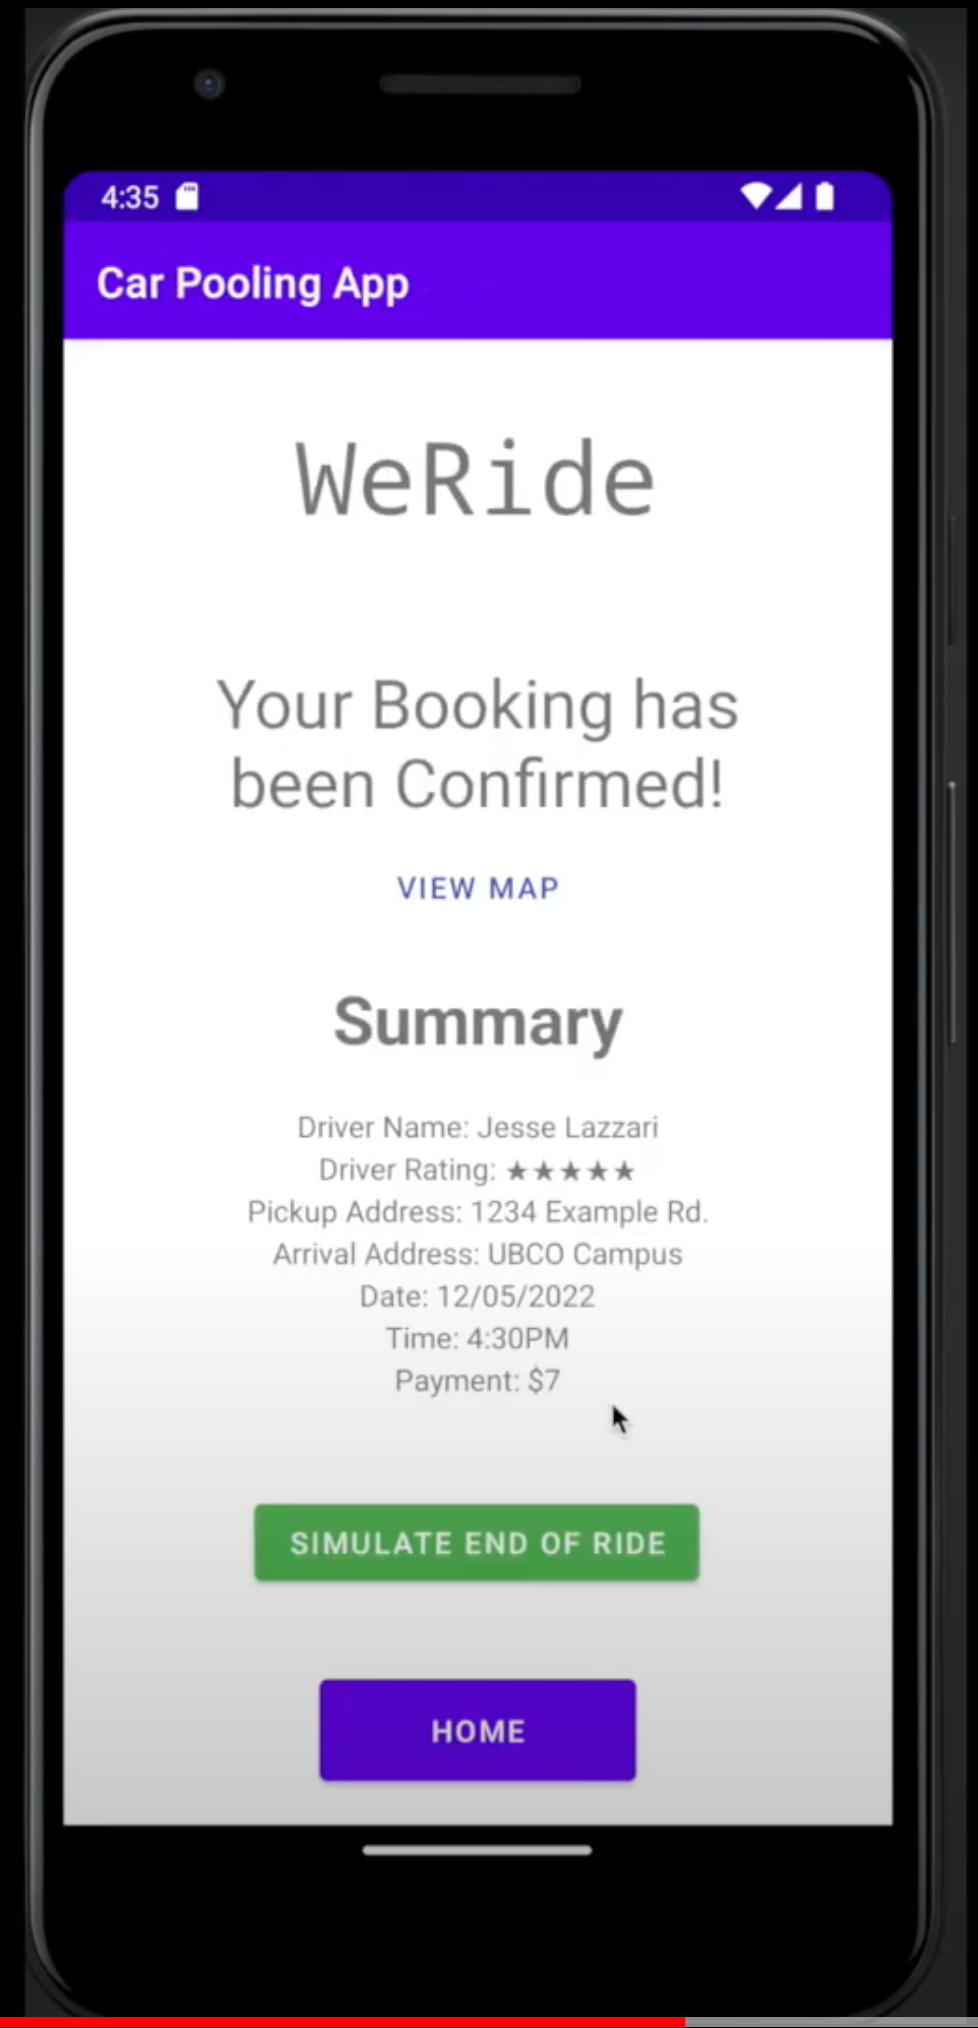 4:35
Car Pooling App
WeRide
Your Booking has
been Confirmed!
VIEW MAP
Summary
Driver Name: Jesse Lazzari
Driver Rating: ★★★★★
Pickup Address: 1234 Example Rd.
Arrival Address: UBCO Campus
Date: 12/05/2022
Time: 4:30PM
Payment: $7
SIMULATE END OF RIDE
HOME